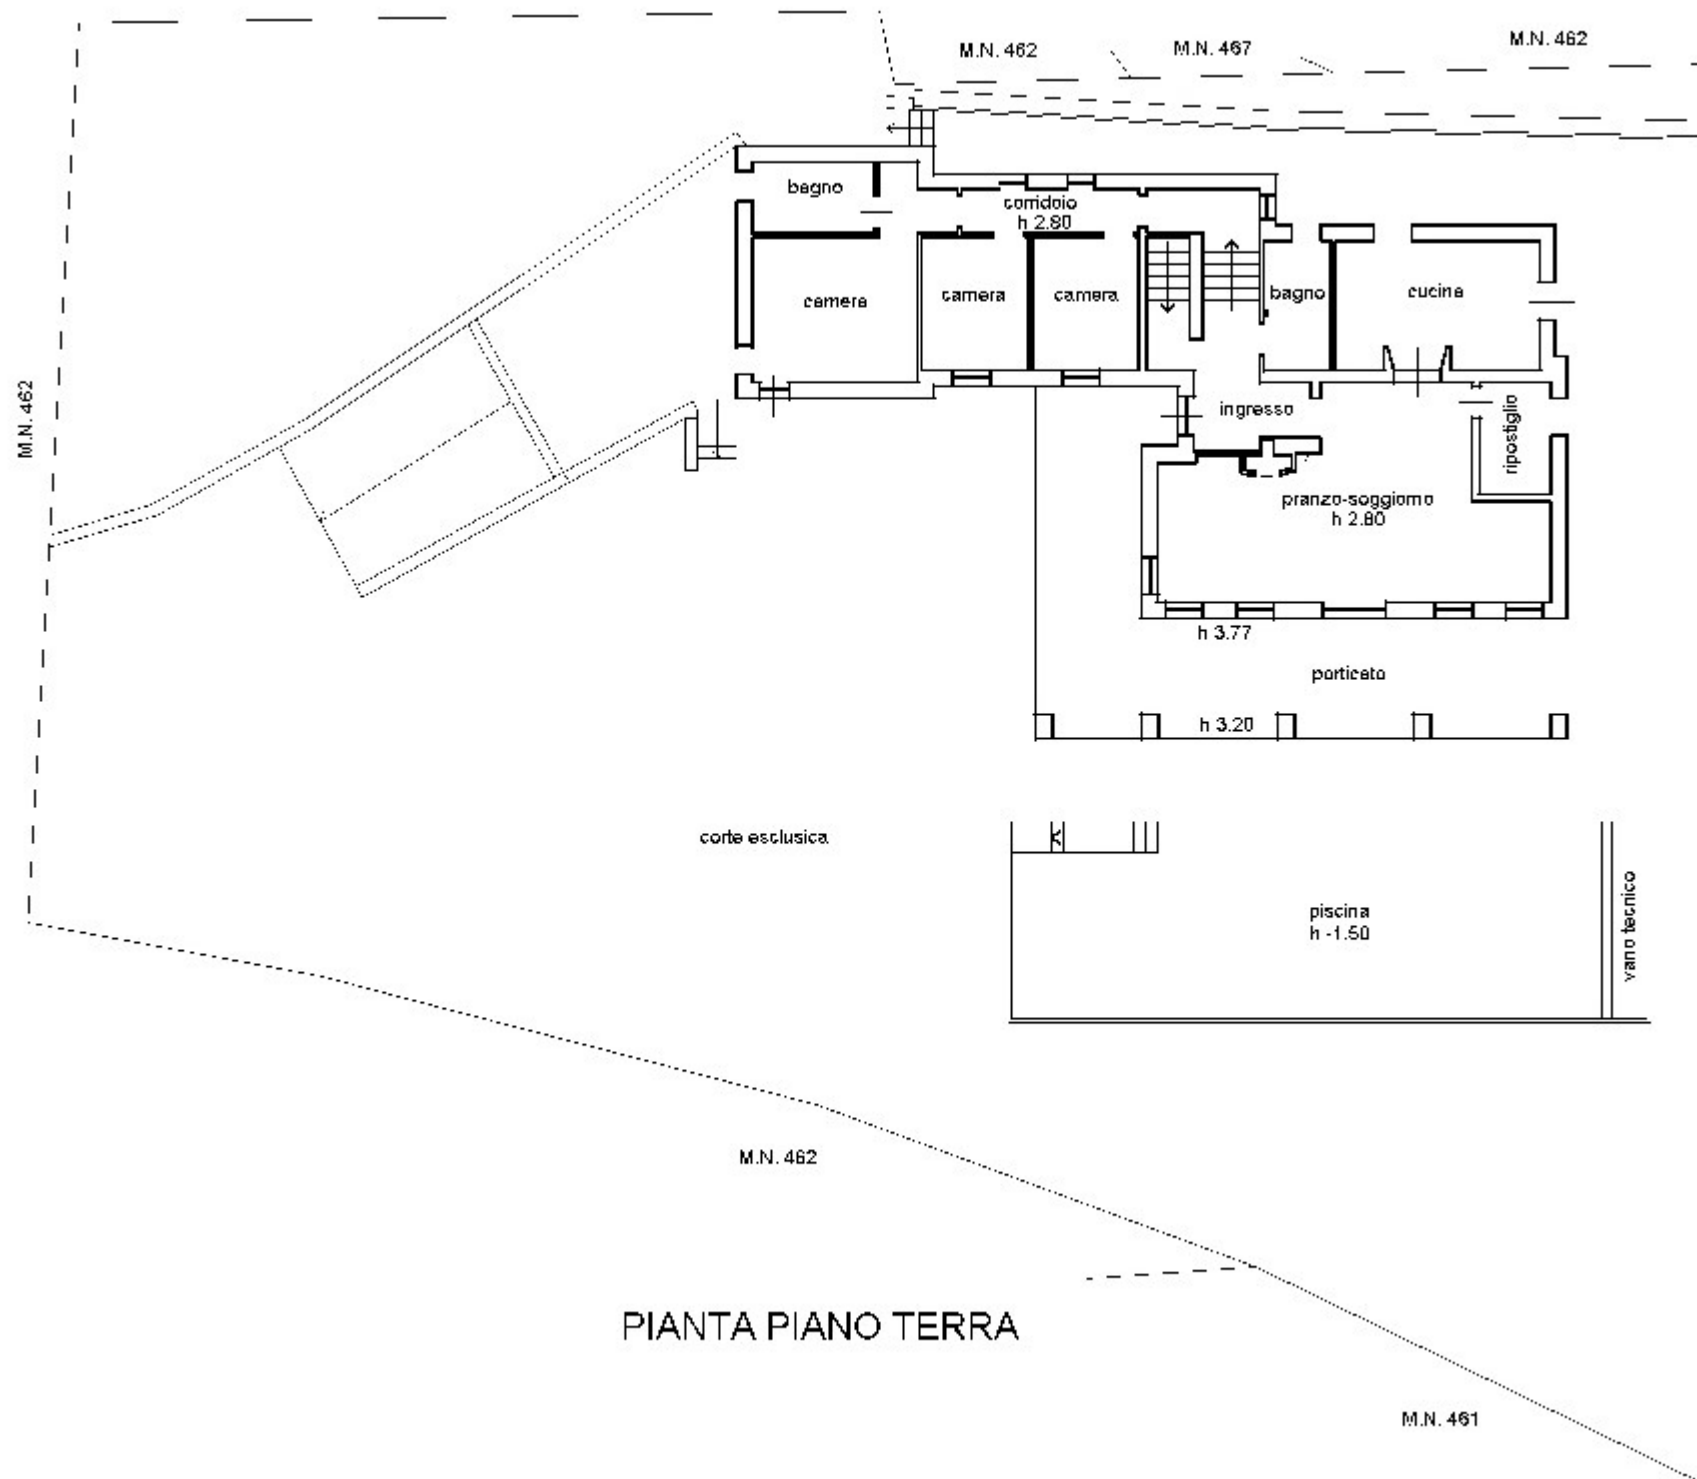 M.N. 462
M.N. 467
M.N. 462
bagno
corridoio
h 2.80
camera
camera
camera
bagno
cucina
M.N. 462
ingresso
ripostiglio
pranzo-soggiorno
h 2.80
h 3.77
porticato
h 3.20
corte esclusica
piscina
h -1.50
vano tecnico
M.N. 462
PIANTA PIANO TERRA
M.N. 461